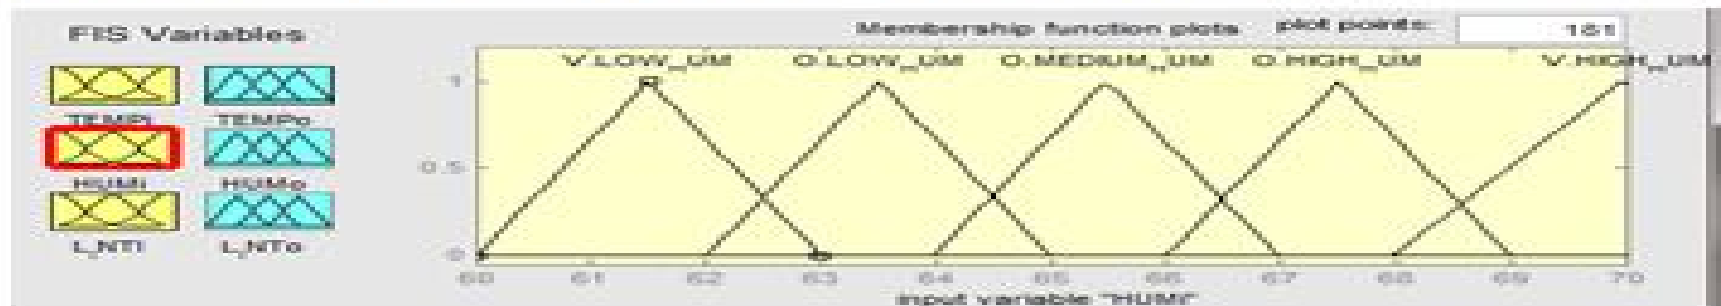 FIS Variables
Membership function plots
plot points:
181
V.LOW_UM
O.LOW_UM
O.MEDIUM_UM
O.HIGH_UM
V.HIGH_UM
TEMPi
TEMPo
HUMi
HUMo
L_NTi
L_NTo
1
0.5
0
60
61
62
63
64
65
66
67
68
69
70
input variable "HUMi"